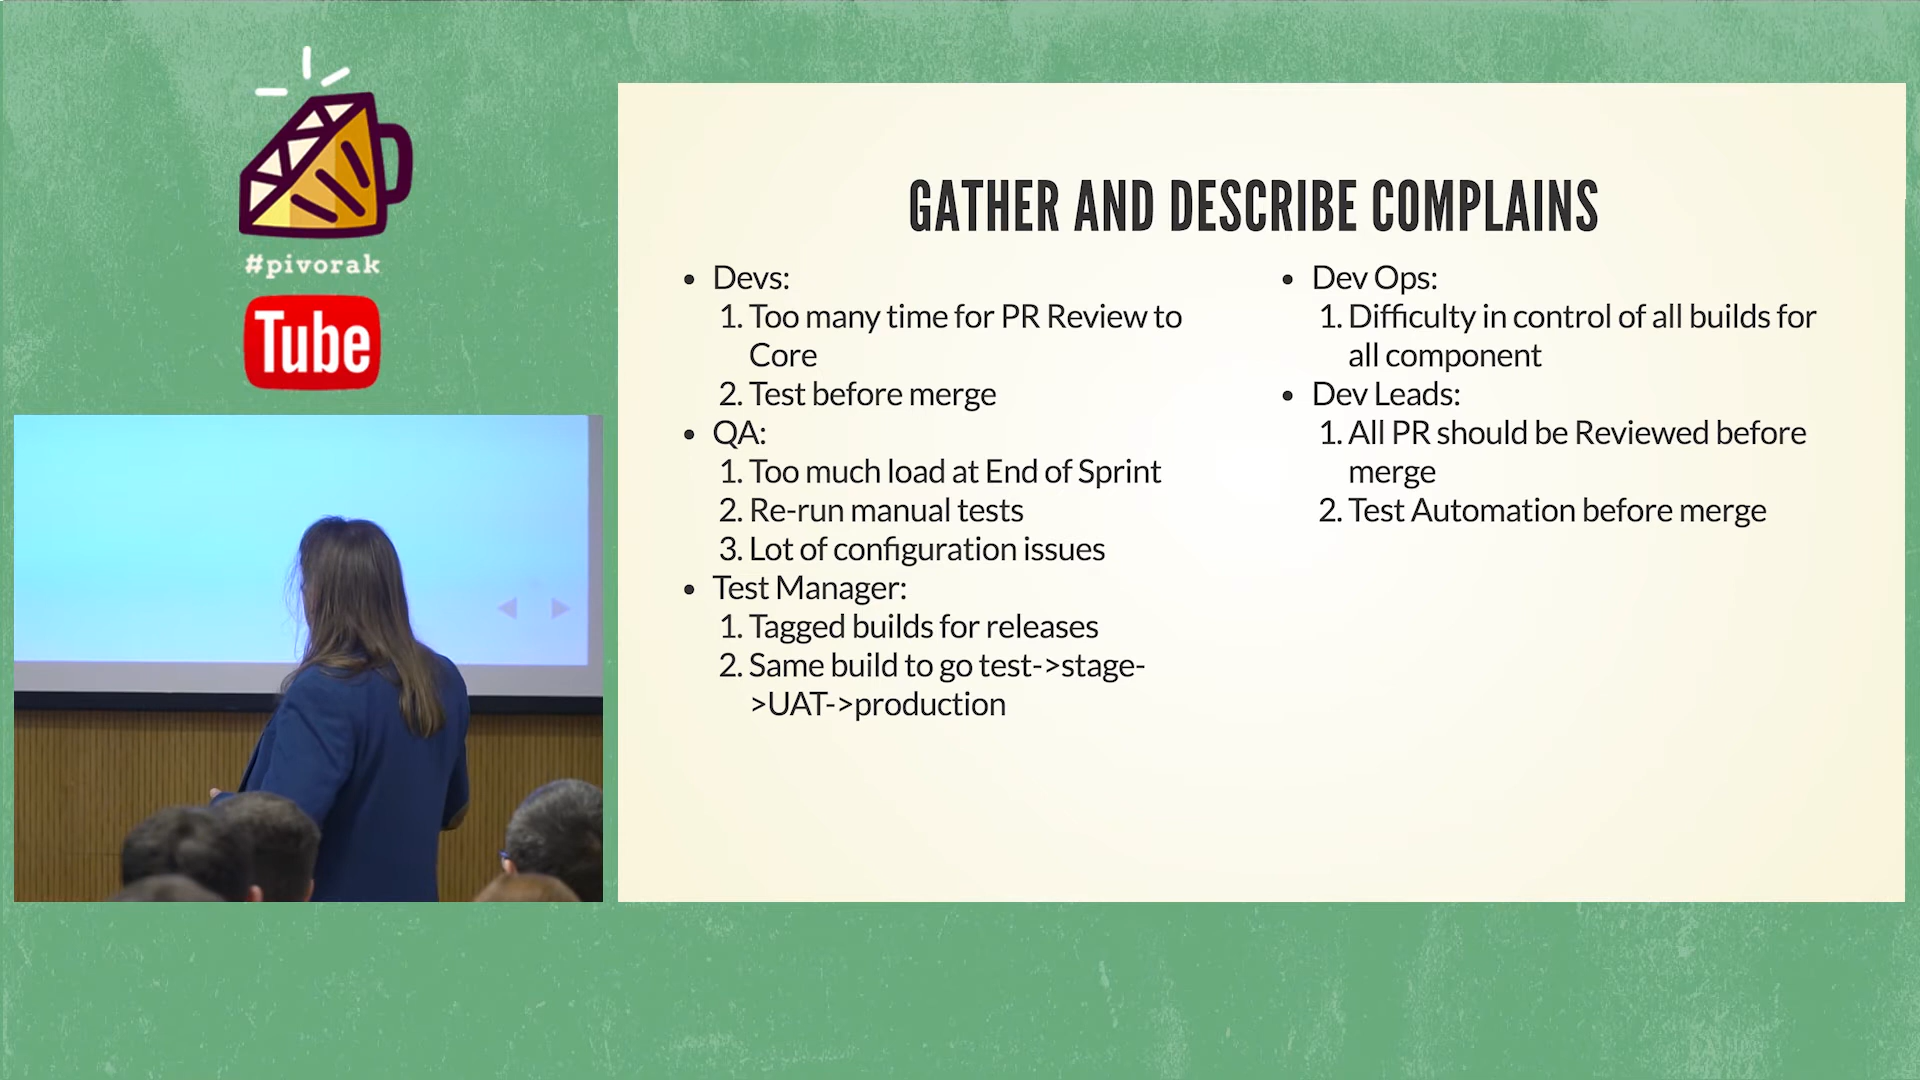 #pivorak
Tube
GATHER AND DESCRIBE COMPLAINS
• Devs:
1. Too many time for PR Review to
Core
2. Test before merge
• QA:
1. Too much load at End of Sprint
2. Re-run manual tests
3. Lot of configuration issues
• Test Manager:
1. Tagged builds for releases
2. Same build to go test->stage-
>UAT->production
• Dev Ops:
1. Difficulty in control of all builds for
all component
• Dev Leads:
1. All PR should be Reviewed before
merge
2. Test Automation before merge